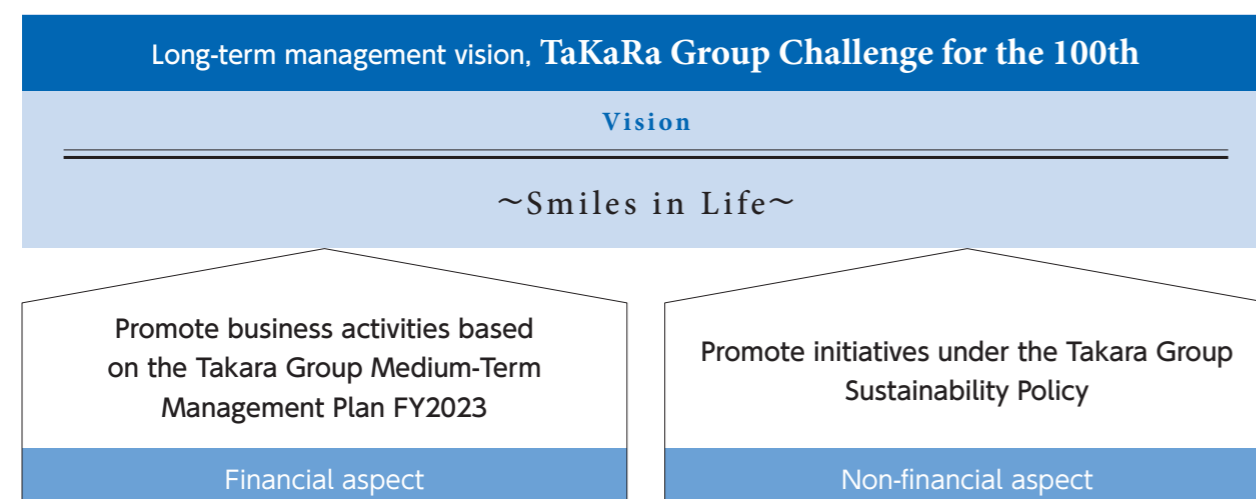 Long-term management vision, TaKaRa Group Challenge for the 100th
Vision
~Smiles in Life~
Promote business activities based
on the Takara Group Medium-Term
Management Plan FY2023
Financial aspect
Promote initiatives under the Takara Group
Sustainability Policy
Non-financial aspect